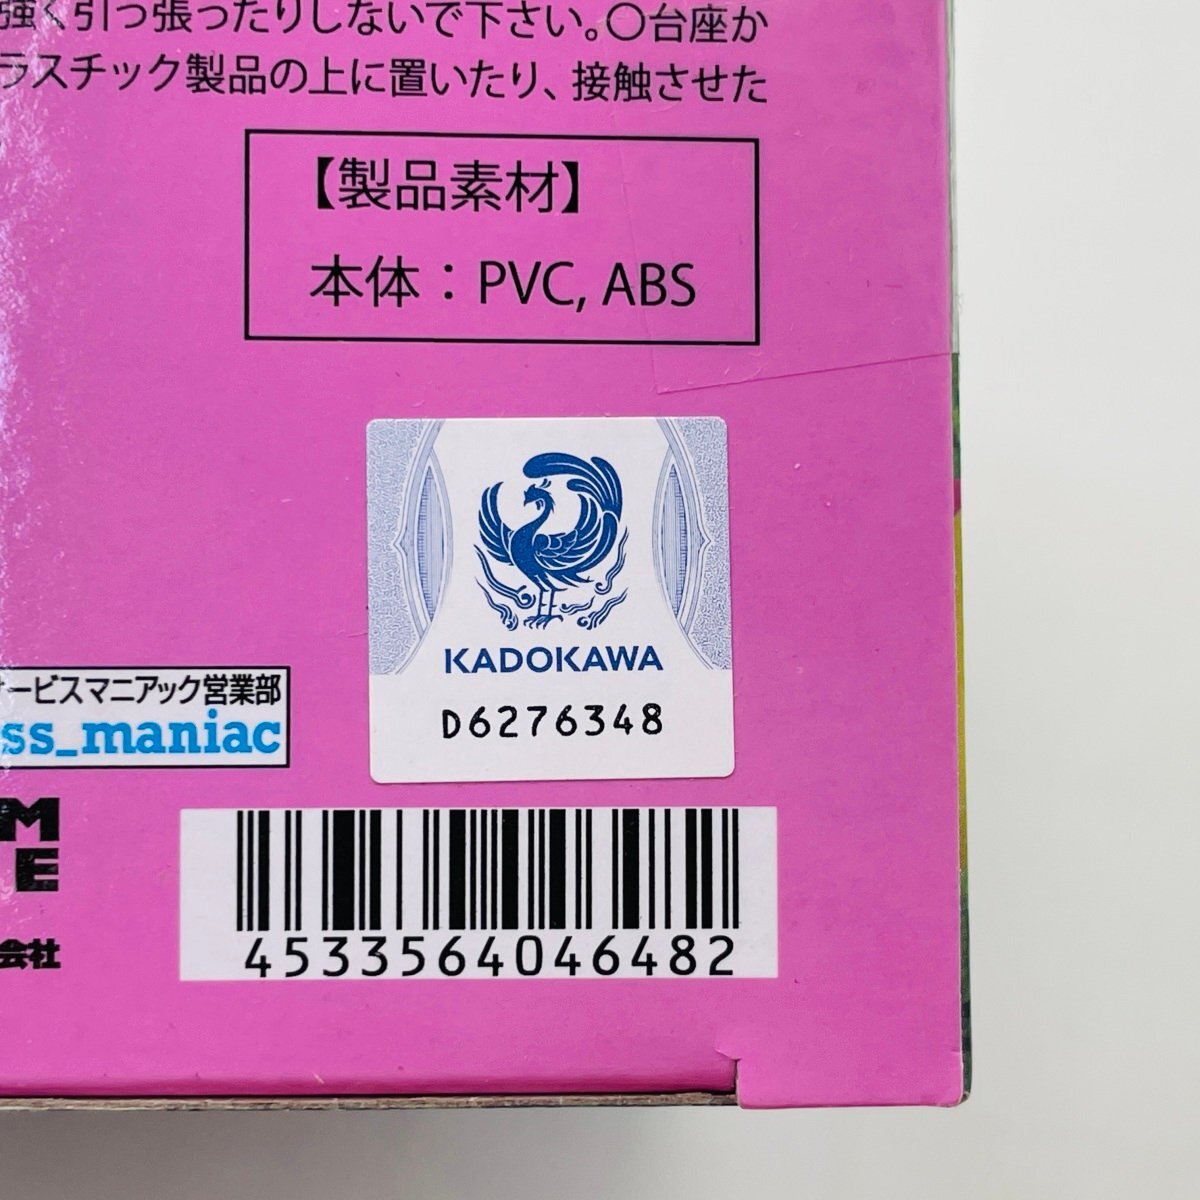 強く引っ張ったりしないで下さい。〇台座か
ラスチック製品の上に置いたり、接触させた
【製品素材】
本体：PVC, ABS
KADOKAWA
D6276348
ービスマニアック営業部
ss_maniac
M
E
会社
4533564046482